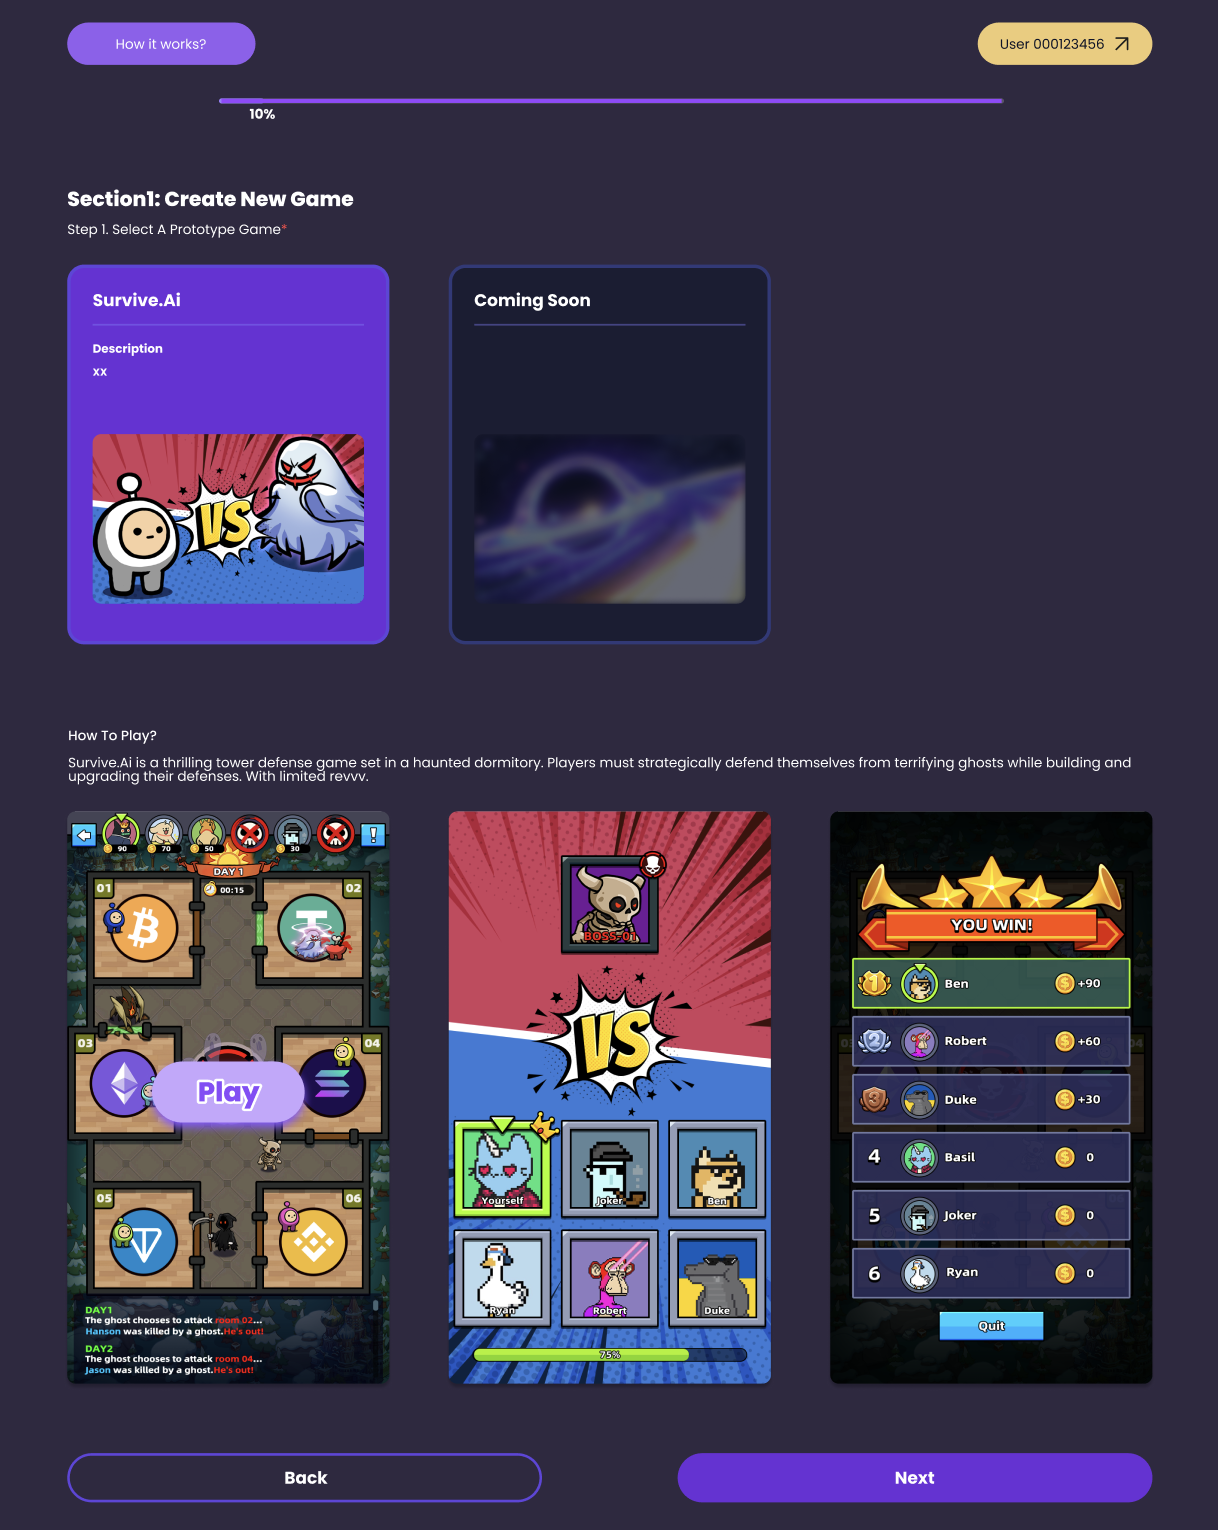 How it works?
User 000123456
10%
Section1: Create New Game
Step 1. Select A Prototype Game*
Survive.Ai
Description
xx
VS
Coming Soon
How To Play?
Survive.Ai is a thrilling tower defense game set in a haunted dormitory. Players must strategically defend themselves from terrifying ghosts while building and
upgrading their defenses. With limited revvv.
90
70
50
30
DAY 1
00:15
01
02
03
04
Play
05
06
DAY1
The ghost chooses to attack room 02...
Hanson was killed by a ghost.He's out!
DAY2
The ghost chooses to attack room 04...
Jason was killed by a ghost.He's out!
BOSS-01
VS
Yourself
Joker
Ben
Ryan
Robert
Duke
75%
YOU WIN!
1 Ben +90
2 Robert +60
3 Duke +30
4 Basil 0
5 Joker 0
6 Ryan 0
Quit
Back
Next